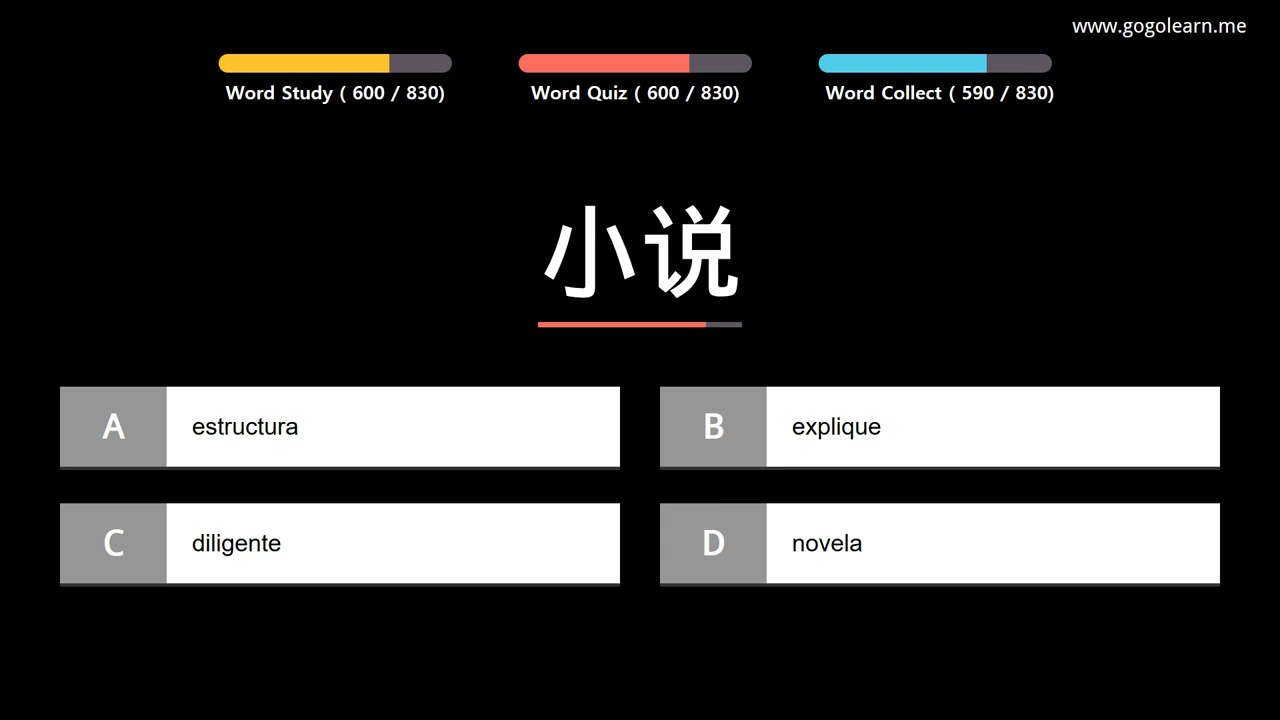 www.gogolearn.me
Word Study ( 600 / 830)
Word Quiz ( 600 / 830)
Word Collect ( 590 / 830)
小说
A estructura
B explique
C diligente
D novela